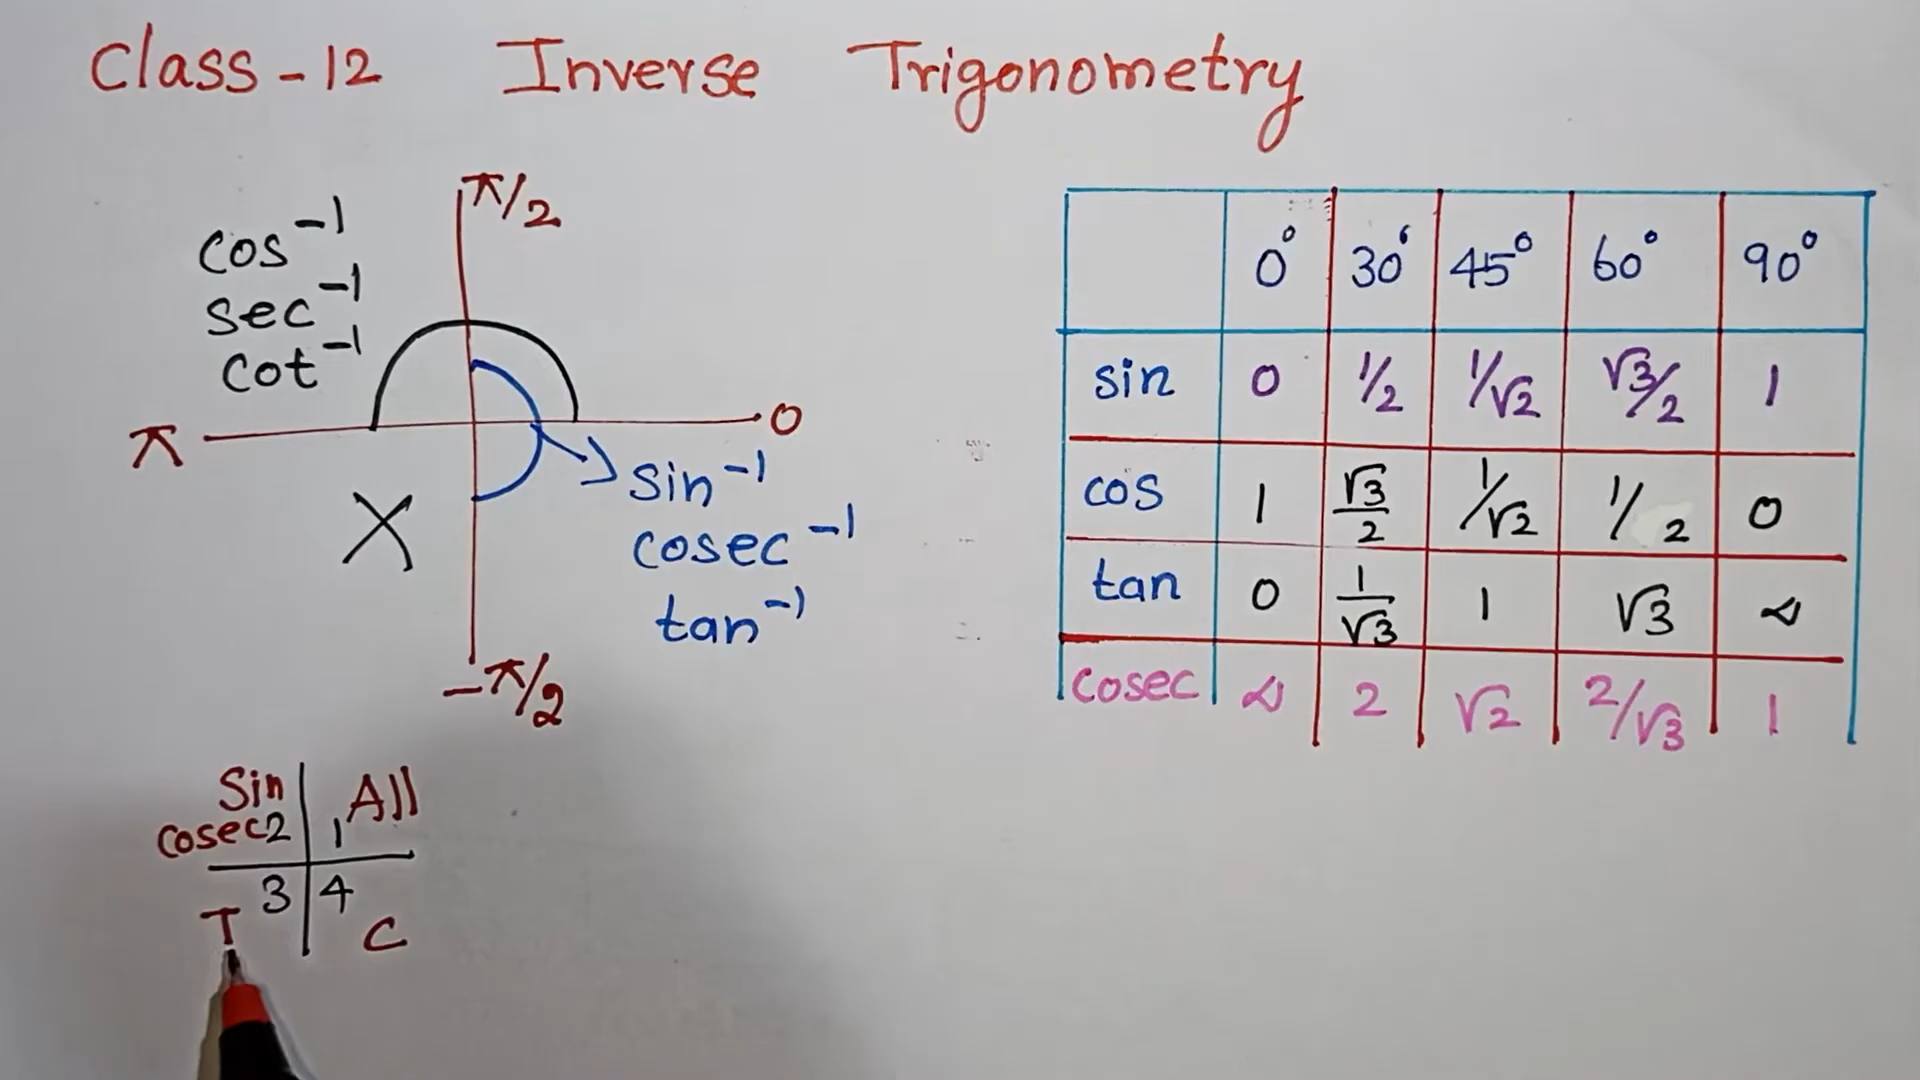 Class - 12 Inverse Trigonometry
π/2
cos⁻¹
sec⁻¹
cot⁻¹
π
0
sin⁻¹
cosec⁻¹
tan⁻¹
X
-π/2
0° 30° 45° 60° 90°
sin 0 1/2 1/√2 √3/2 1
cos 1 √3/2 1/√2 1/2 0
tan 0 1/√3 1 √3 ∞
cosec ∞ 2 √2 2/√3 1
Sin All
cosec 2 1
3 4
T C